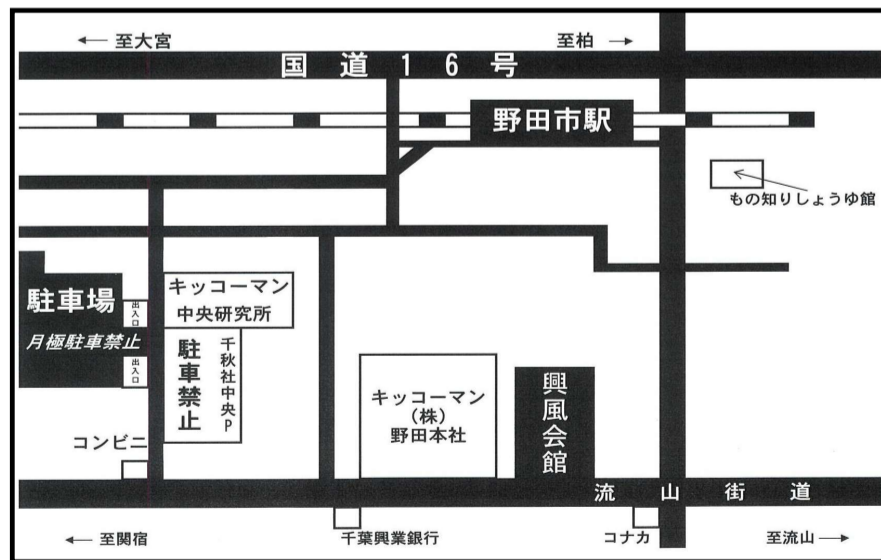 ← 至大宮
至柏 →
国道16号
野田市駅
もの知りしょうゆ館
キッコーマン
中央研究所
駐車場
月極駐車禁止
出入口
出入口
駐車禁止
千秋社中央P
コンビニ
キッコーマン
(株)
野田本社
興風会館
流山街道
← 至関宿
千葉興業銀行
コナカ
至流山 →